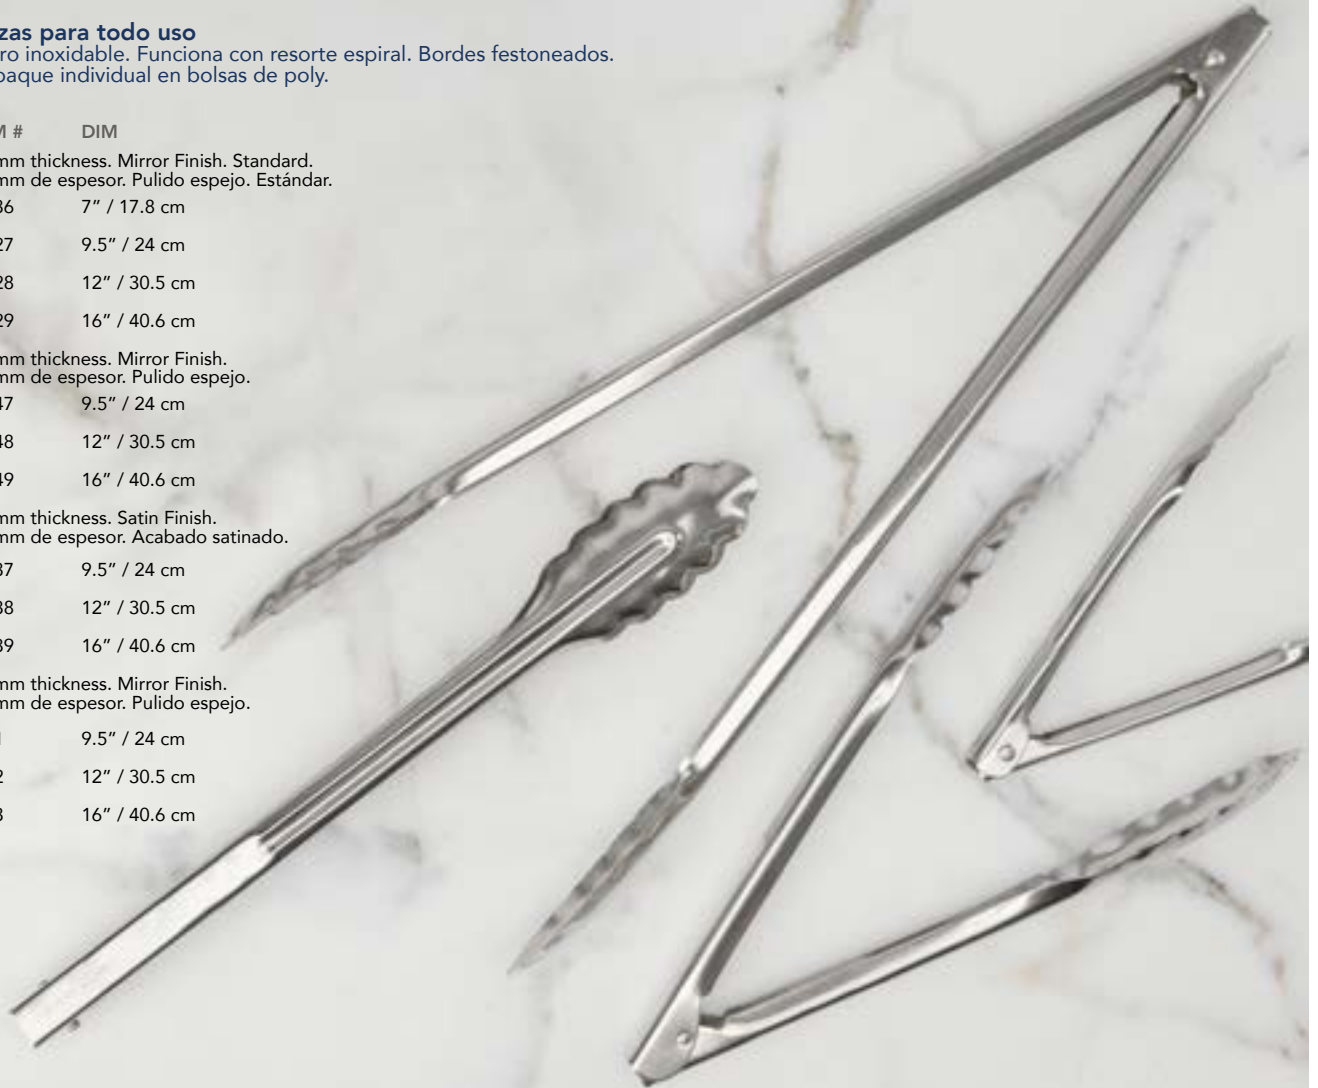 zas para todo uso
ro inoxidable. Funciona con resorte espiral. Bordes festoneados.
paque individual en bolsas de poly.
M # DIM
mm thickness. Mirror Finish. Standard.
mm de espesor. Pulido espejo. Estándar.
36 7” / 17.8 cm
27 9.5” / 24 cm
28 12” / 30.5 cm
29 16” / 40.6 cm
mm thickness. Mirror Finish.
mm de espesor. Pulido espejo.
47 9.5” / 24 cm
48 12” / 30.5 cm
49 16” / 40.6 cm
mm thickness. Satin Finish.
mm de espesor. Acabado satinado.
37 9.5” / 24 cm
38 12” / 30.5 cm
39 16” / 40.6 cm
mm thickness. Mirror Finish.
mm de espesor. Pulido espejo.
9.5” / 24 cm
2 12” / 30.5 cm
3 16” / 40.6 cm